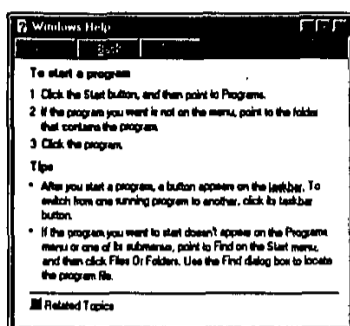 Windows Help
Back
To start a program
1 Click the Start button, and then point to Programs.
2 If the program you want is not on the menu, point to the folder
that contains the program.
3 Click the program.
Tips
• After you start a program, a button appears on the taskbar. To
switch from one running program to another, click its taskbar
button.
• If the program you want to start doesn't appear on the Programs
menu or one of its submenus, point to Find on the Start menu,
and then click Files Or Folders. Use the Find dialog box to locate
the program file.
Related Topics